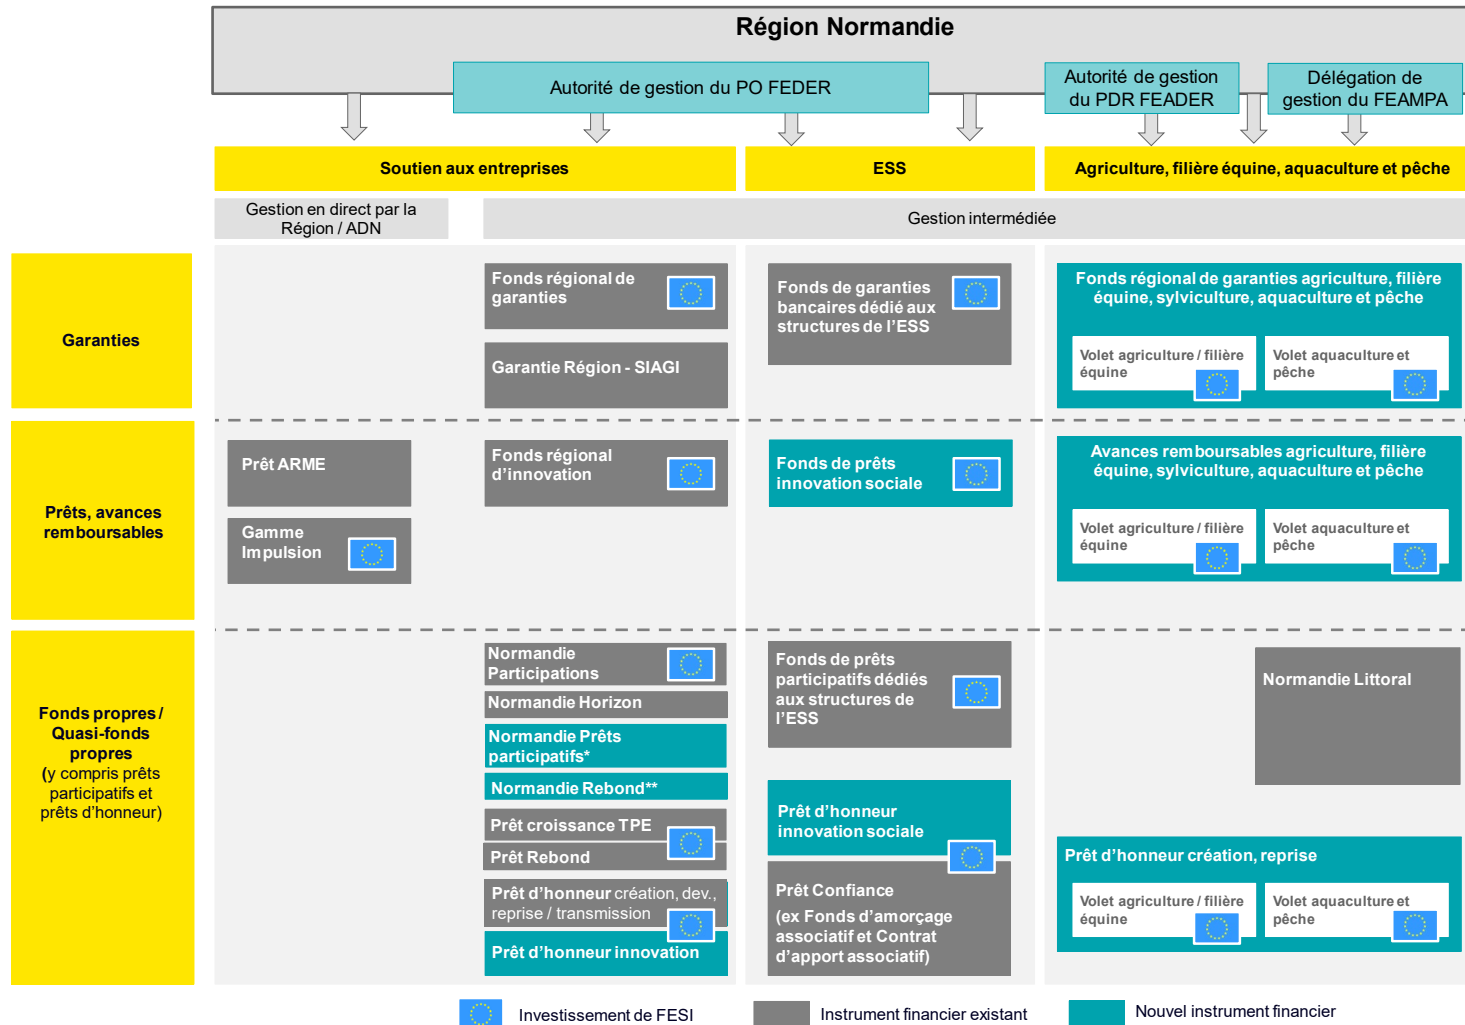 Région Normandie
Autorité de gestion du PO FEDER
Autorité de gestion
du PDR FEADER
Délégation de
gestion du FEAMPA
Soutien aux entreprises
ESS
Agriculture, filière équine, aquaculture et pêche
Gestion en direct par la
Région / ADN
Gestion intermédiée
Garanties
Fonds régional de
garanties
Garantie Région - SIAGI
Fonds de garanties
bancaires dédié aux
structures de l’ESS
Fonds régional de garanties agriculture, filière
équine, sylviculture, aquaculture et pêche
Volet agriculture / filière
équine
Volet aquaculture et
pêche
Prêts, avances
remboursables
Prêt ARME
Gamme
Impulsion
Fonds régional
d’innovation
Fonds de prêts
innovation sociale
Avances remboursables agriculture, filière
équine, sylviculture, aquaculture et pêche
Volet agriculture / filière
équine
Volet aquaculture et
pêche
Fonds propres /
Quasi-fonds
propres
(y compris prêts
participatifs et
prêts d’honneur)
Normandie
Participations
Normandie Horizon
Normandie Prêts
participatifs*
Normandie Rebond**
Prêt croissance TPE
Prêt Rebond
Prêt d’honneur création, dev.,
reprise / transmission
Prêt d’honneur innovation
Fonds de prêts
participatifs dédiés
aux structures de
l’ESS
Prêt d’honneur
innovation sociale
Prêt Confiance
(ex Fonds d’amorçage
associatif et Contrat
d’apport associatif)
Normandie Littoral
Prêt d’honneur création, reprise
Volet agriculture / filière
équine
Volet aquaculture et
pêche
Investissement de FESI
Instrument financier existant
Nouvel instrument financier